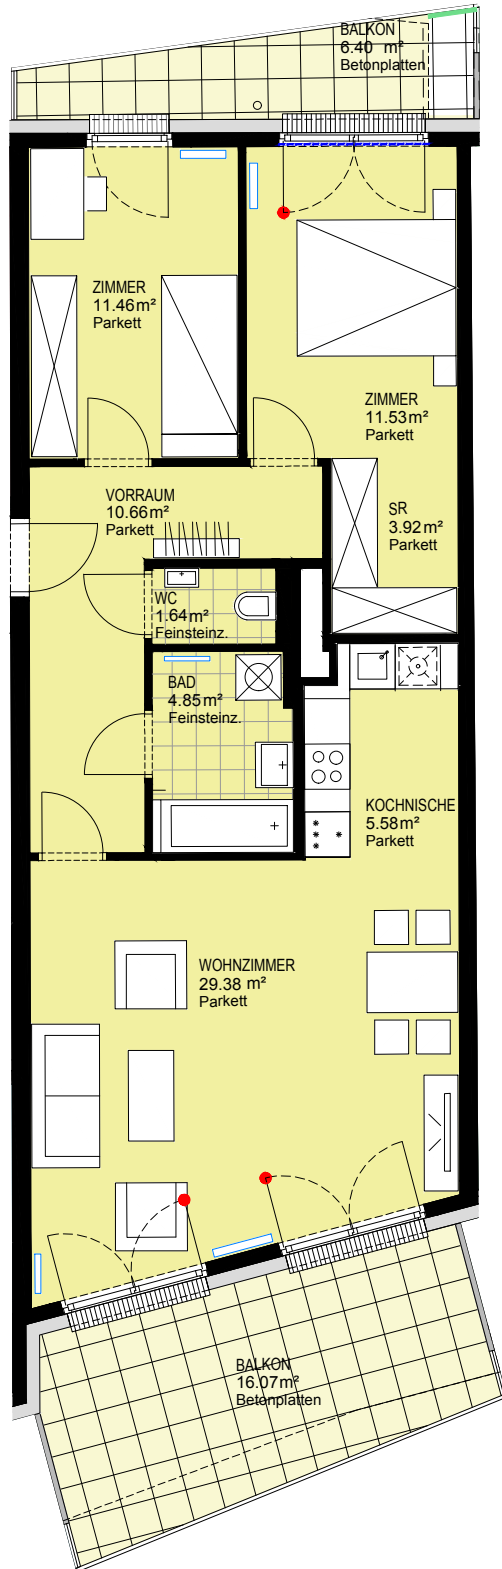 BALKON
6.40 m²
Betonplatten
ZIMMER
11.46m²
Parkett
ZIMMER
11.53m²
Parkett
VORRAUM
10.66m²
Parkett
SR
3.92m²
Parkett
WC
1.64m²
Feinsteinz.
BAD
4.85m²
Feinsteinz.
KOCHNISCHE
5.58m²
Parkett
WOHNZIMMER
29.38 m²
Parkett
BALKON
16.07m²
Betonplatten